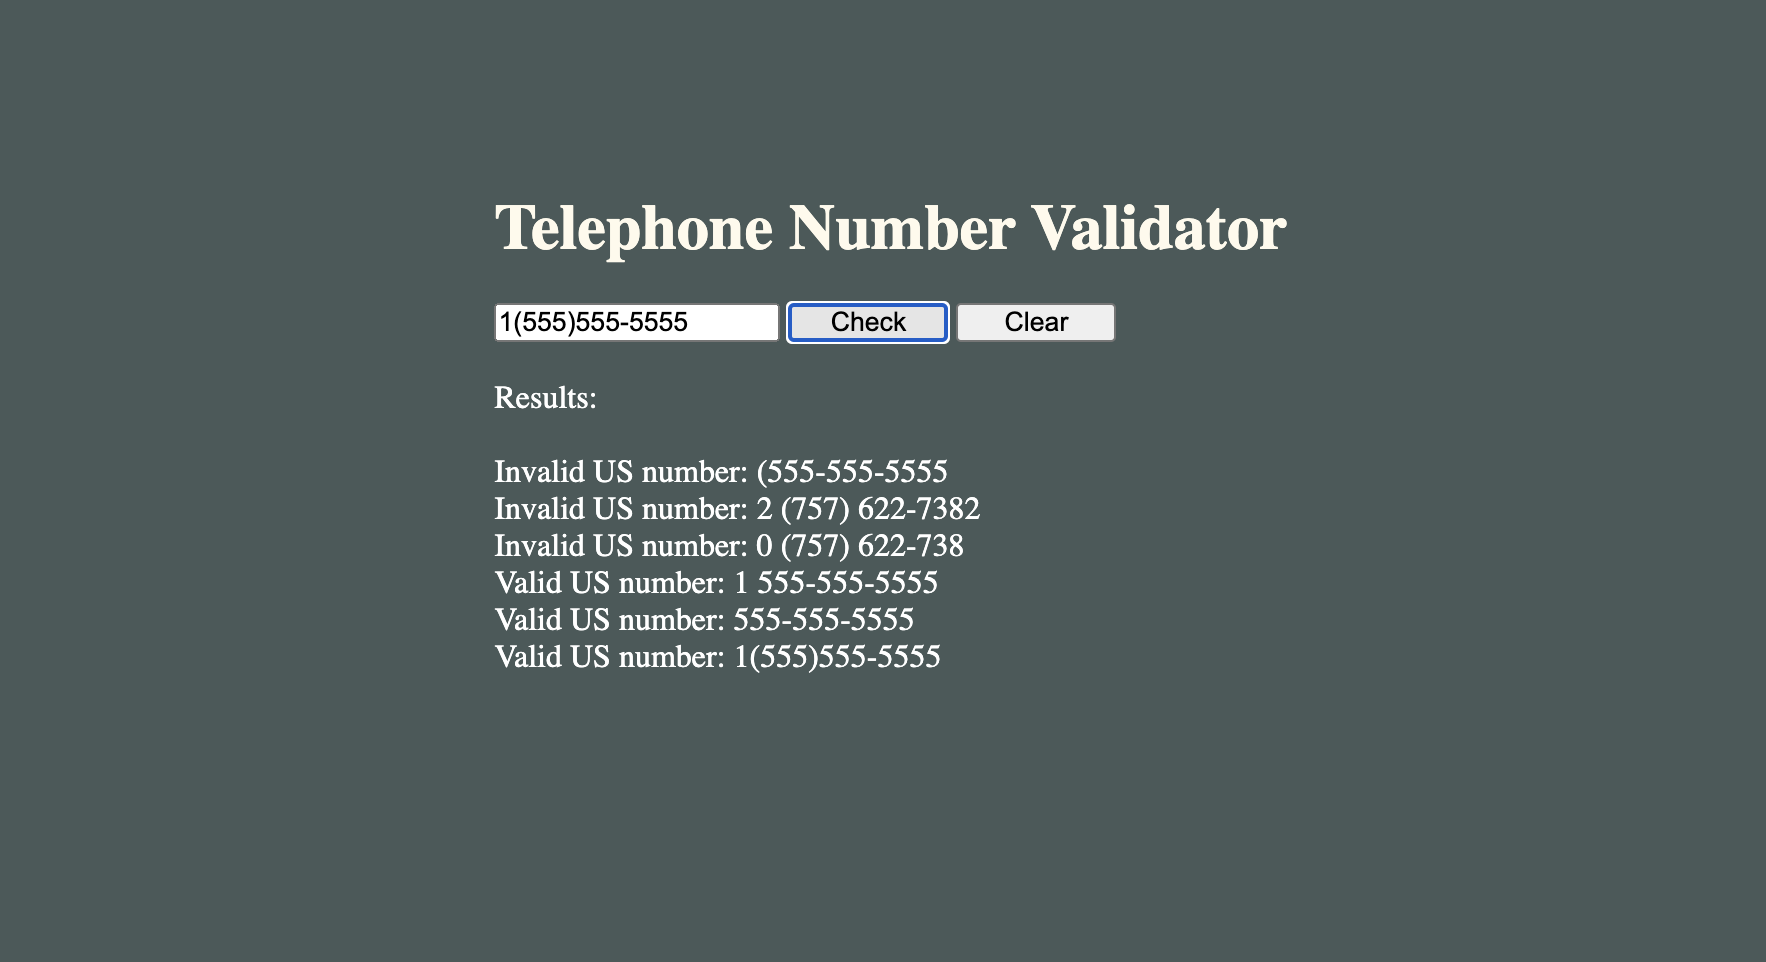 Telephone Number Validator
1(555)555-5555 Check Clear
Results:
Invalid US number: (555-555-5555
Invalid US number: 2 (757) 622-7382
Invalid US number: 0 (757) 622-738
Valid US number: 1 555-555-5555
Valid US number: 555-555-5555
Valid US number: 1(555)555-5555